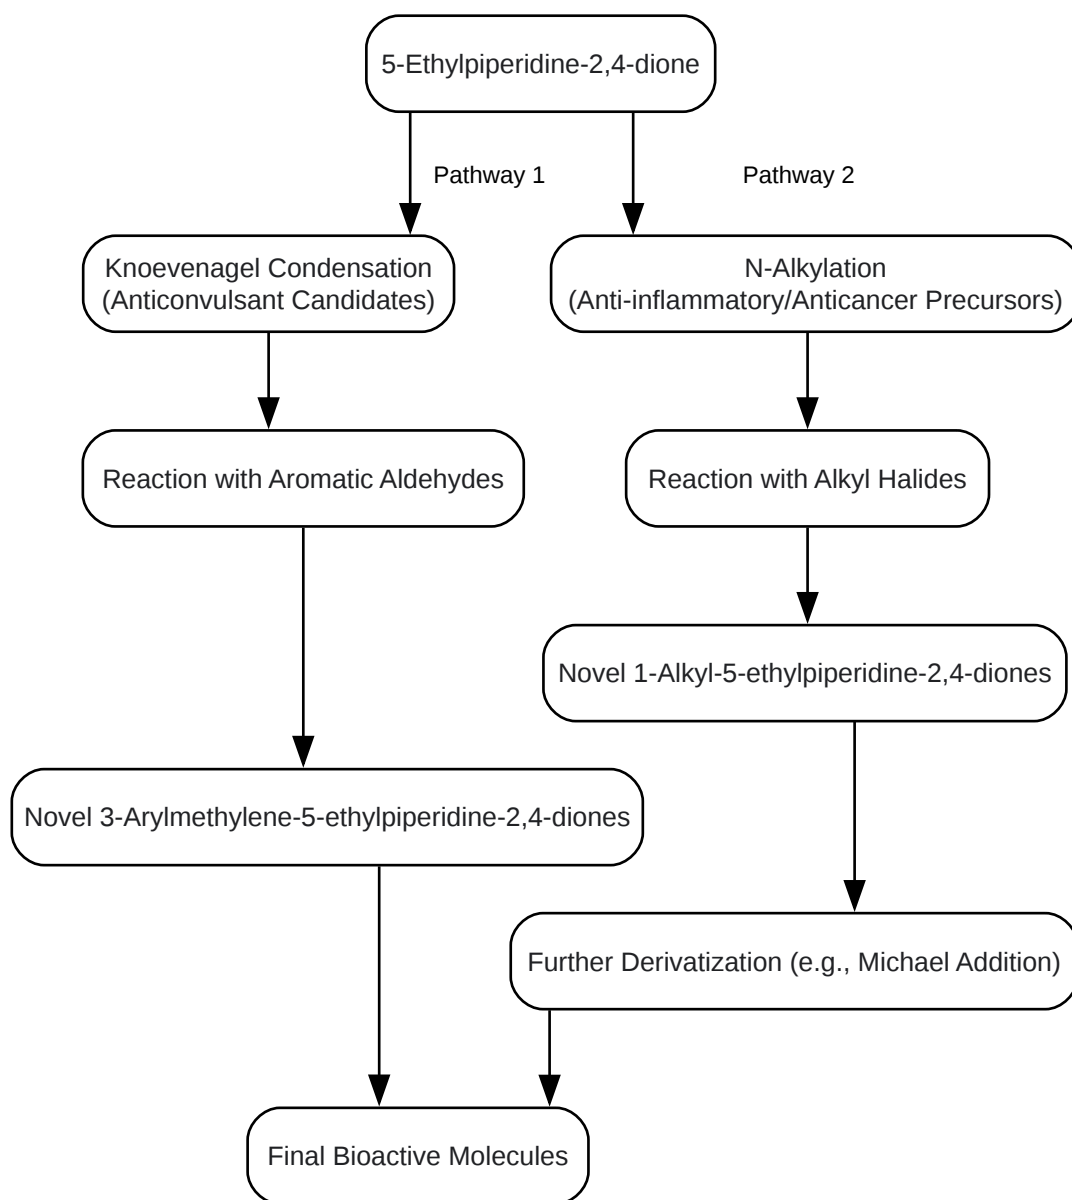 5-Ethylpiperidine-2,4-dione
Pathway 1
Pathway 2
Knoevenagel Condensation
(Anticonvulsant Candidates)
N-Alkylation
(Anti-inflammatory/Anticancer Precursors)
Reaction with Aromatic Aldehydes
Reaction with Alkyl Halides
Novel 1-Alkyl-5-ethylpiperidine-2,4-diones
Novel 3-Arylmethylene-5-ethylpiperidine-2,4-diones
Further Derivatization (e.g., Michael Addition)
Final Bioactive Molecules